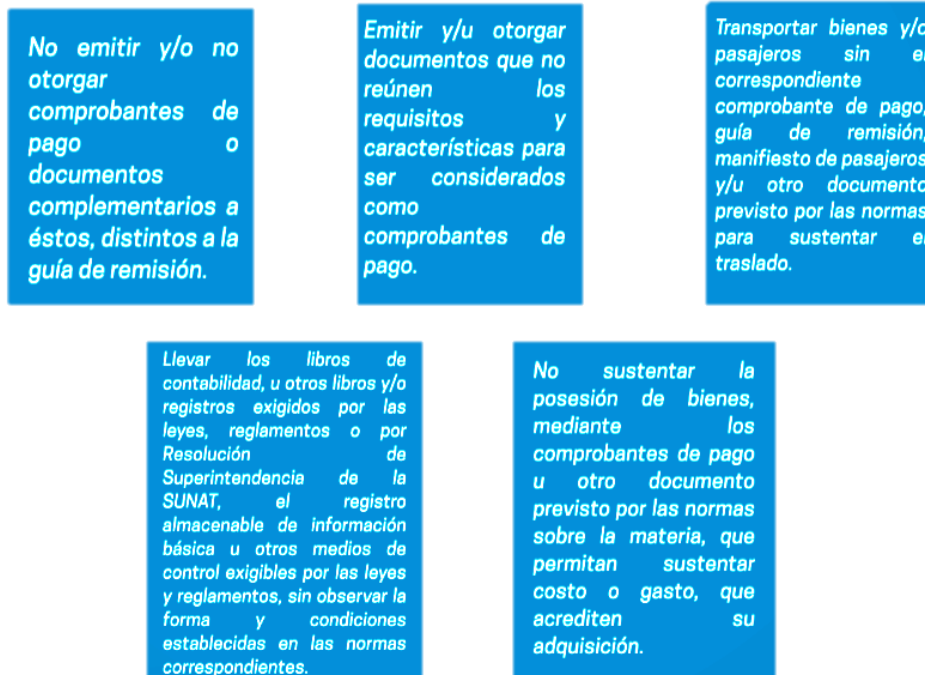 No emitir y/o no
otorgar
comprobantes de
pago o
documentos
complementarios a
éstos, distintos a la
guía de remisión.
Emitir y/u otorgar
documentos que no
reúnen los
requisitos y
características para
ser considerados
como
comprobantes de
pago.
Transportar bienes y/o
pasajeros sin el
correspondiente
comprobante de pago,
guía de remisión,
manifiesto de pasajeros
y/u otro documento
previsto por las normas
para sustentar el
traslado.
Llevar los libros de
contabilidad, u otros libros y/o
registros exigidos por las
leyes, reglamentos o por
Resolución de
Superintendencia de la
SUNAT, el registro
almacenable de información
básica u otros medios de
control exigibles por las leyes
y reglamentos, sin observar la
forma y condiciones
establecidas en las normas
correspondientes.
No sustentar la
posesión de bienes,
mediante los
comprobantes de pago
u otro documento
previsto por las normas
sobre la materia, que
permitan sustentar
costo o gasto, que
acrediten su
adquisición.